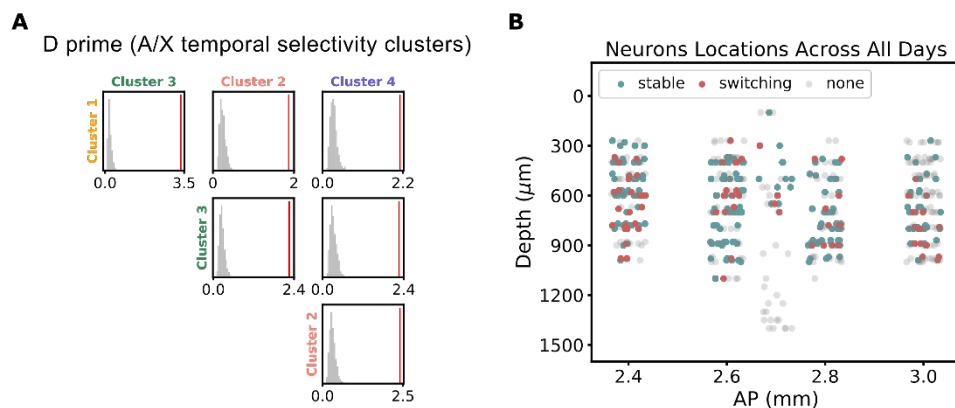 A
D prime (A/X temporal selectivity clusters)
Cluster 3
Cluster 2
Cluster 4
Cluster 1
0.0
3.5
0
2
0.0
2.2
Cluster 3
0.0
2.4
0.0
2.4
Cluster 2
0.0
2.5
B
Neurons Locations Across All Days
stable
switching
none
Depth (μm)
0
300
600
900
1200
1500
2.4
2.6
2.8
3.0
AP (mm)